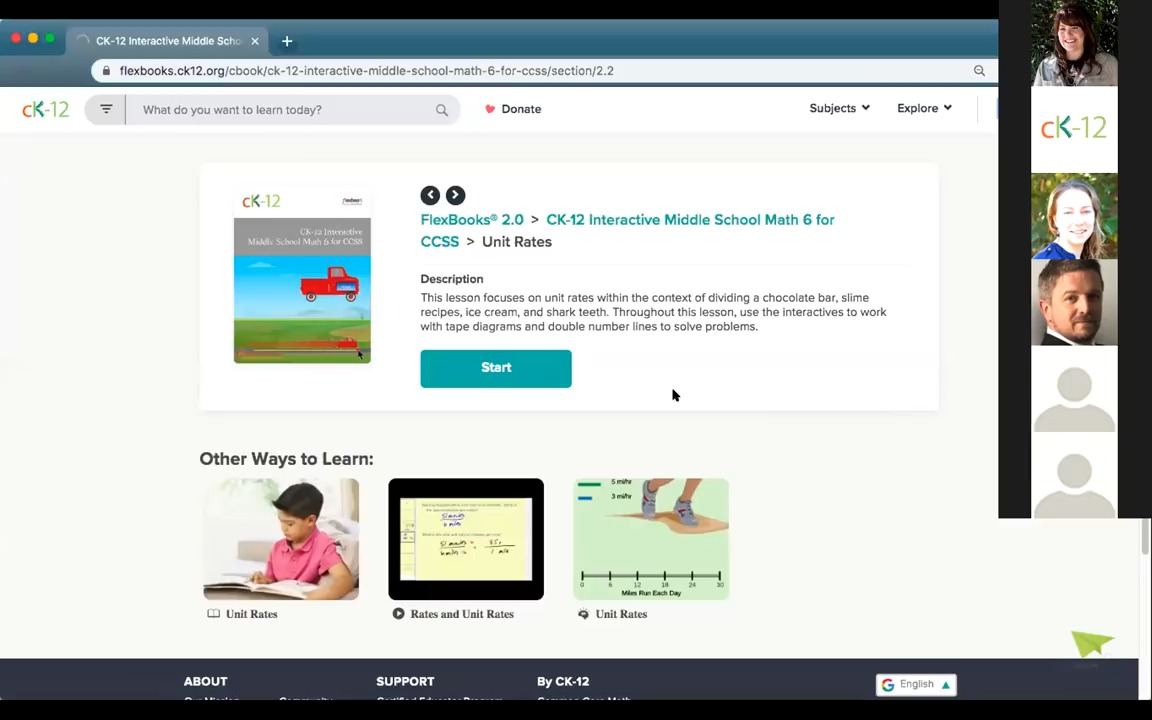 CK-12 Interactive Middle Scho
flexbooks.ck12.org/cbook/ck-12-interactive-middle-school-math-6-for-ccss/section/2.2
cK-12
What do you want to learn today?
Donate
Subjects
Explore
cK-12
cK-12
CK-12 Interactive
Middle School Math 6 for CCSS
FlexBooks® 2.0 > CK-12 Interactive Middle School Math 6 for
CCSS > Unit Rates
Description
This lesson focuses on unit rates within the context of dividing a chocolate bar, slime
recipes, ice cream, and shark teeth. Throughout this lesson, use the interactives to work
with tape diagrams and double number lines to solve problems.
Start
Other Ways to Learn:
5 mi/hr
3 mi/hr
0 6 12 18 24 30
Miles Run Each Day
Unit Rates
Rates and Unit Rates
Unit Rates
ABOUT
SUPPORT
By CK-12
English